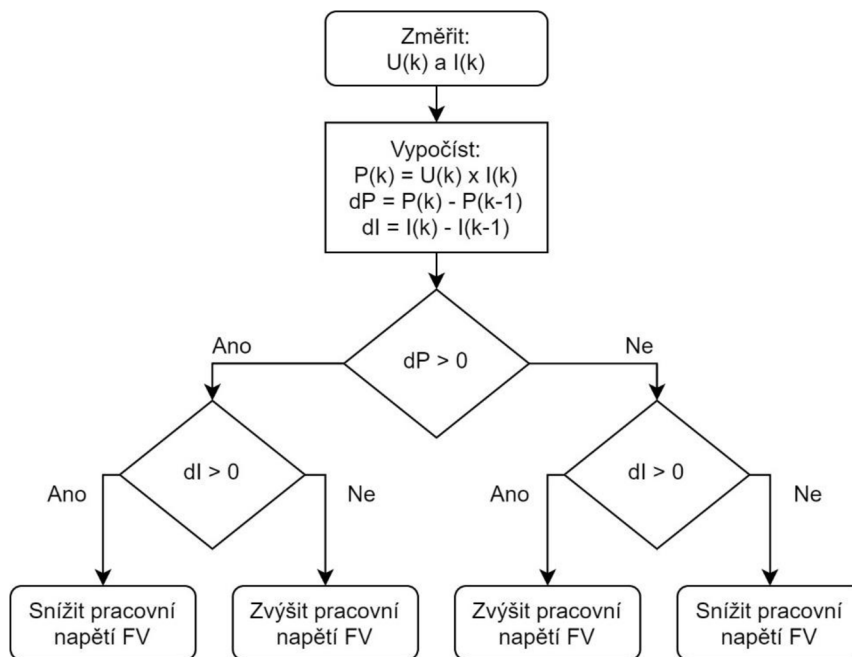 Změřit:
U(k) a I(k)
Vypočíst:
P(k) = U(k) x I(k)
dP = P(k) - P(k-1)
dI = I(k) - I(k-1)
Ano
dP > 0
Ne
dI > 0
dI > 0
Ano
Ne
Ano
Ne
Snížit pracovní
napětí FV
Zvýšit pracovní
napětí FV
Zvýšit pracovní
napětí FV
Snížit pracovní
napětí FV